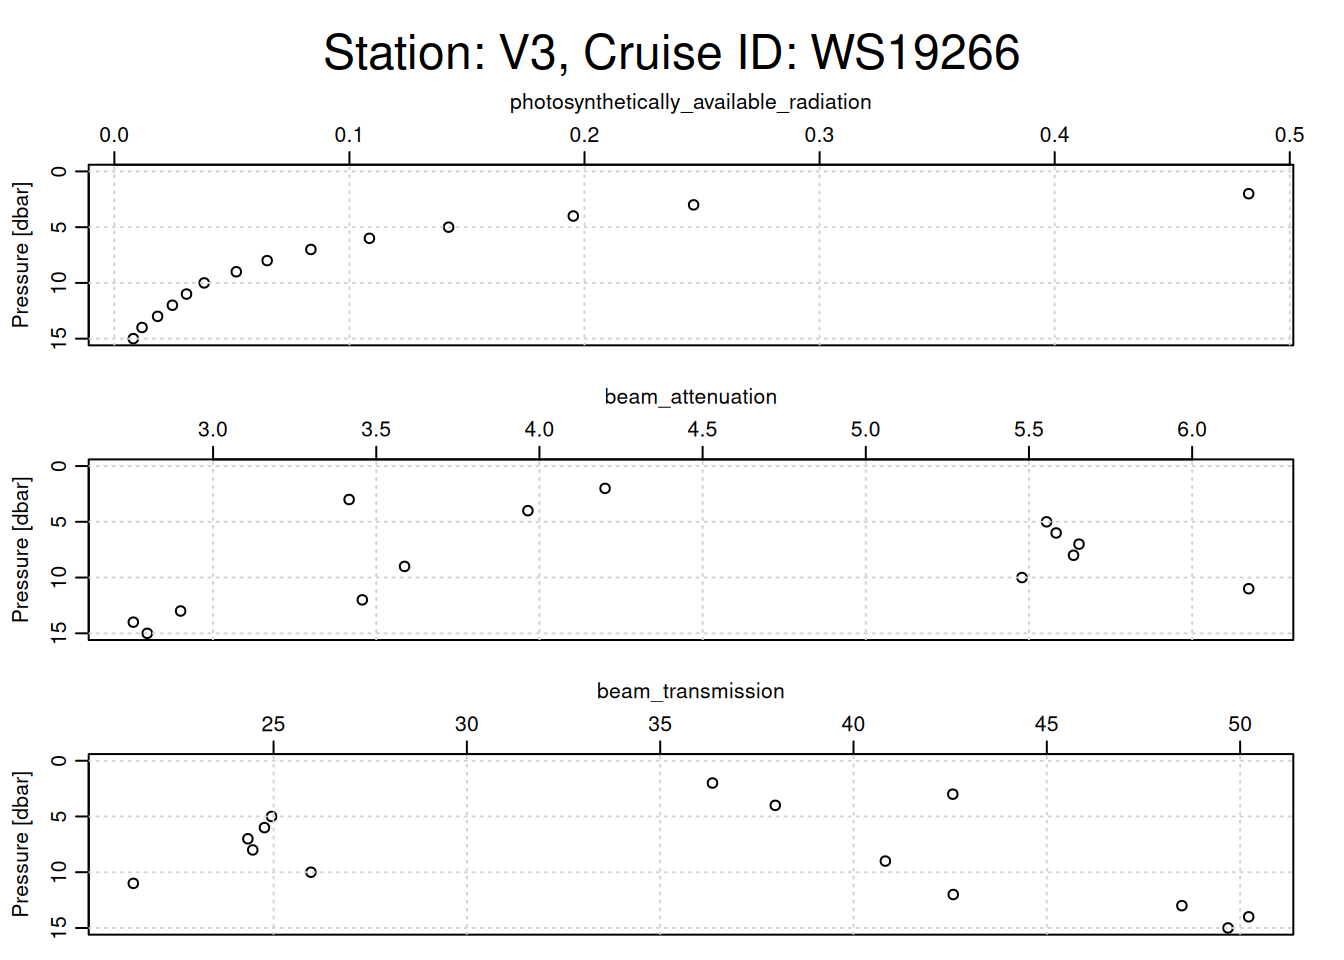 Station: V3, Cruise ID: WS19266
photosynthetically_available_radiation
0.0 0.1 0.2 0.3 0.4 0.5
Pressure [dbar]
0
5
10
15
beam_attenuation
3.0 3.5 4.0 4.5 5.0 5.5 6.0
Pressure [dbar]
0
5
10
15
beam_transmission
25 30 35 40 45 50
Pressure [dbar]
0
5
10
15